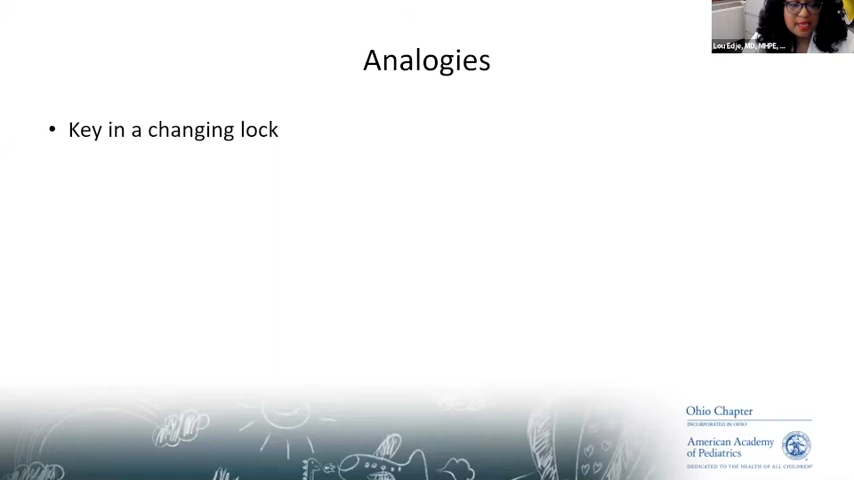 Lou Edje, MD, MHPE, ...
Analogies
• Key in a changing lock
Ohio Chapter
INCORPORATED IN OHIO
American Academy
of Pediatrics
DEDICATED TO THE HEALTH OF ALL CHILDREN®